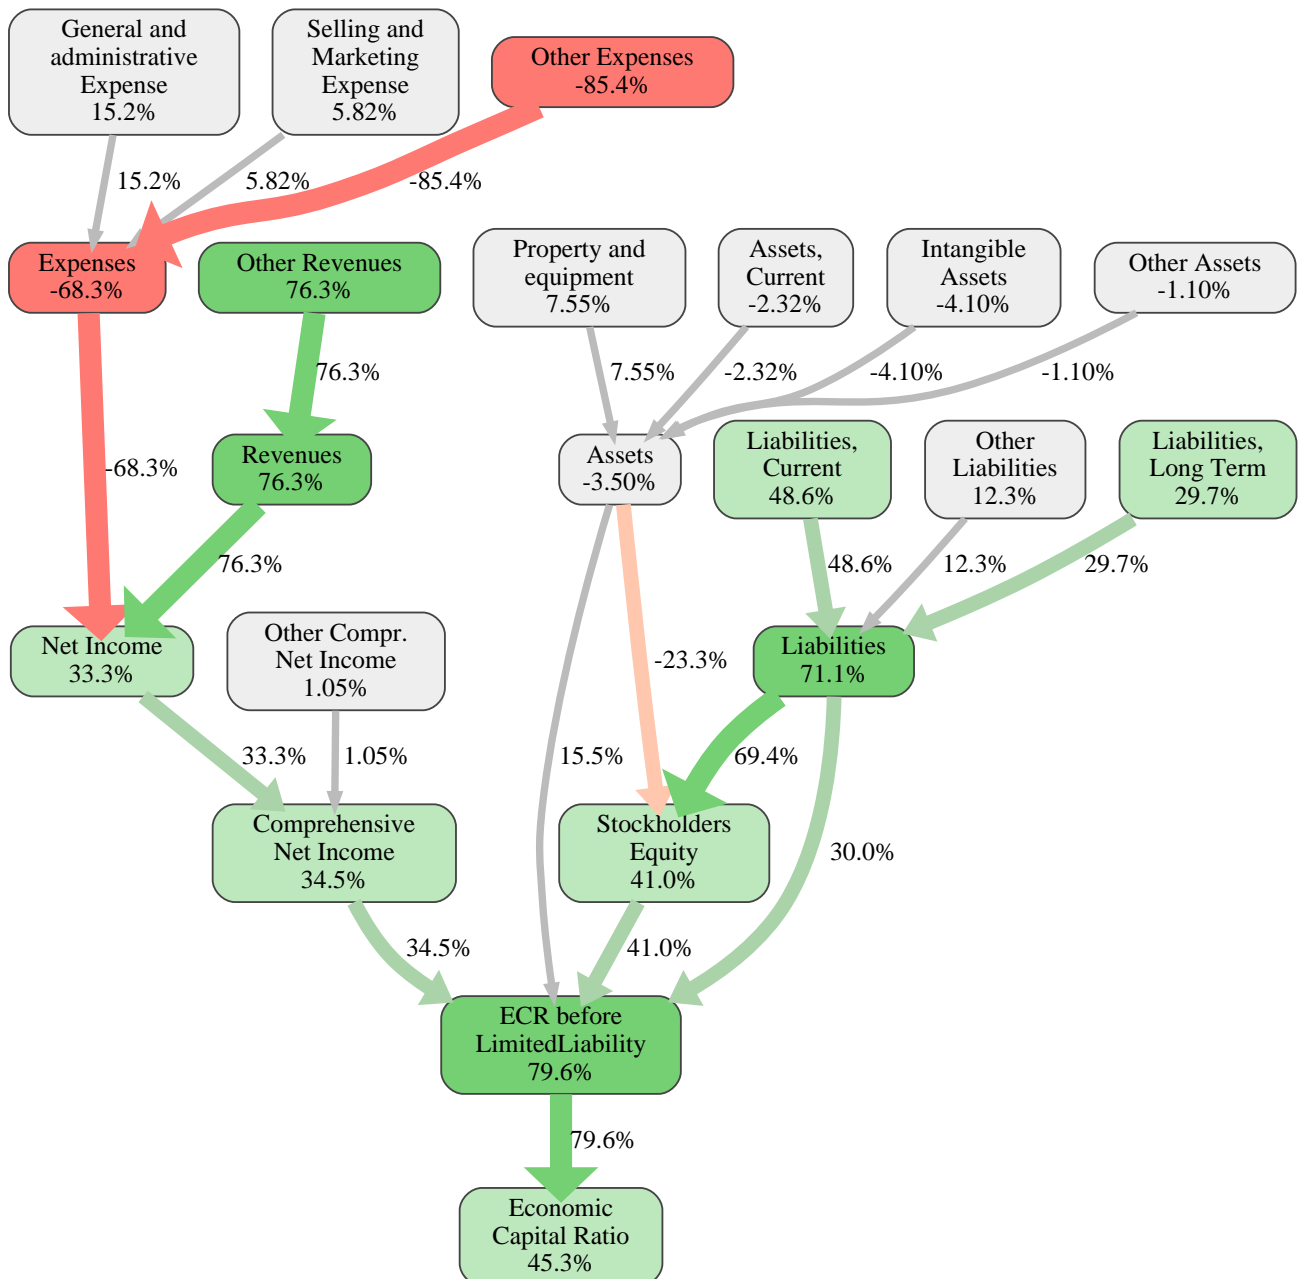 General and
administrative
Expense
15.2%
Selling and
Marketing
Expense
5.82%
Other Expenses
-85.4%
15.2%
5.82%
-85.4%
Expenses
-68.3%
Other Revenues
76.3%
Property and
equipment
7.55%
Assets,
Current
-2.32%
Intangible
Assets
-4.10%
Other Assets
-1.10%
76.3%
7.55%
-2.32%
-4.10%
-1.10%
-68.3%
Revenues
76.3%
Assets
-3.50%
Liabilities,
Current
48.6%
Other
Liabilities
12.3%
Liabilities,
Long Term
29.7%
76.3%
48.6%
12.3%
29.7%
Net Income
33.3%
Other Compr.
Net Income
1.05%
-23.3%
Liabilities
71.1%
33.3%
1.05%
15.5%
69.4%
Comprehensive
Net Income
34.5%
Stockholders
Equity
41.0%
30.0%
34.5%
41.0%
ECR before
LimitedLiability
79.6%
79.6%
Economic
Capital Ratio
45.3%